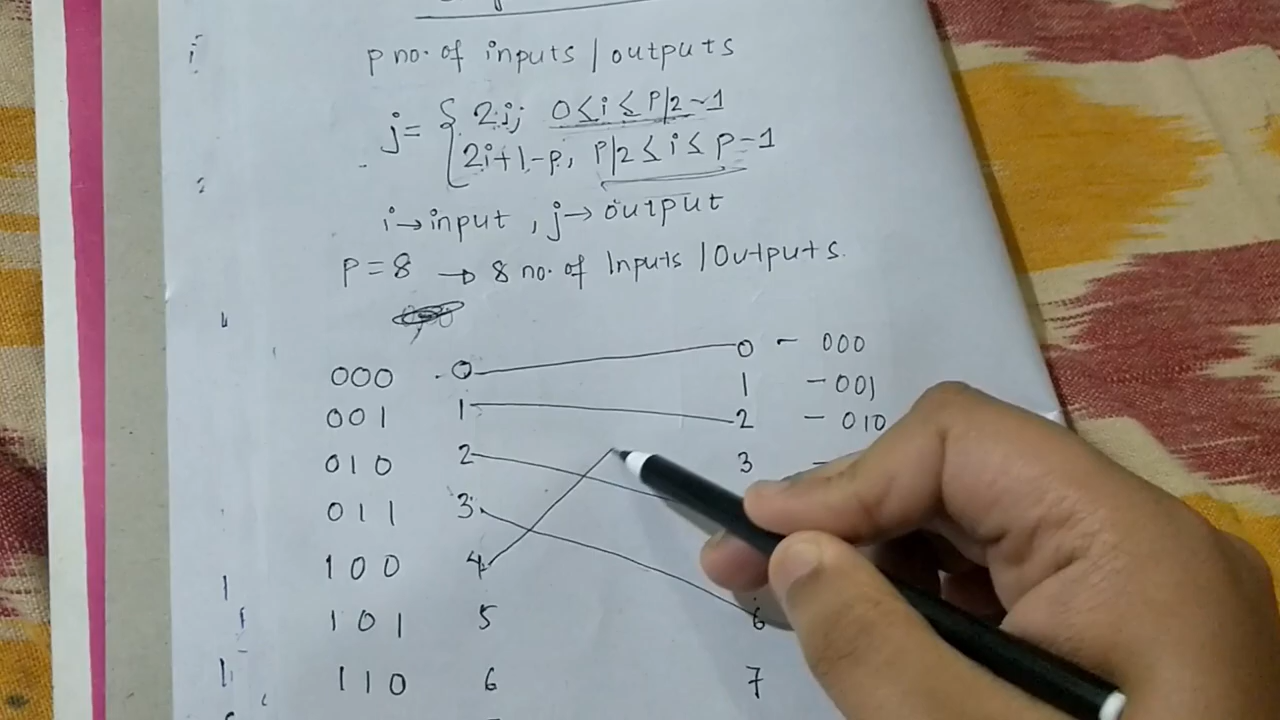 p no. of inputs / outputs
j = { 2i; 0 ≤ i ≤ P/2 - 1
2i+1-p, P/2 ≤ i ≤ p-1
i → input , j → output
P = 8 → 8 no. of Inputs / Outputs.
000 0 0 - 000
001 1 1 - 001
010 2 2 - 010
011 3 3 -
100 4
101 5 6
110 6 7